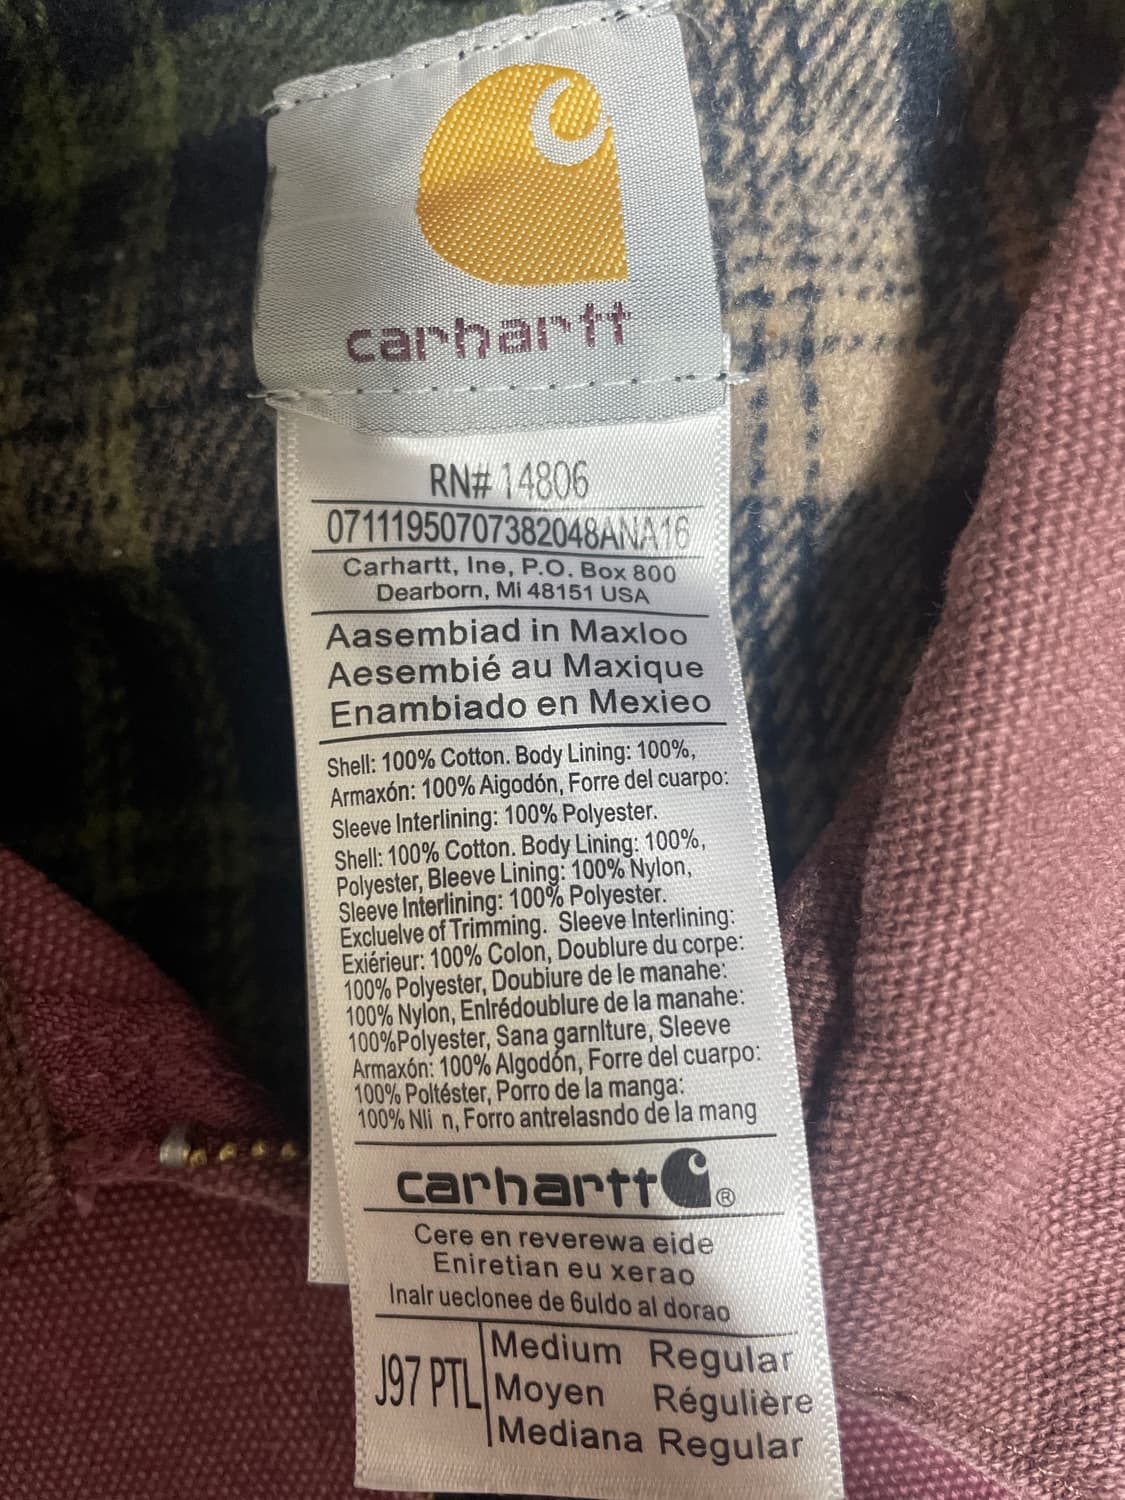 carhartt
RN# 14806
07111950707382048ANA16
Carhartt, Ine, P.O. Box 800
Dearborn, Mi 48151 USA
Aasembiad in Maxloo
Aesembié au Maxique
Enambiado en Mexieo
Shell: 100% Cotton. Body Lining: 100%,
Armaxón: 100% Aigodón, Forre del cuarpo:
Sleeve Interlining: 100% Polyester.
Shell: 100% Cotton. Body Lining: 100%,
Polyester, Bleeve Lining: 100% Nylon,
Sleeve Interlining: 100% Polyester.
Excluelve of Trimming. Sleeve Interlining:
Exiérieur: 100% Colon, Doublure du corpe:
100% Polyester, Doubiure de le manahe:
100% Nylon, Enlrédoublure de la manahe:
100%Polyester, Sana garnlture, Sleeve
Armaxón: 100% Algodón, Forre del cuarpo:
100% Poltéster, Porro de la manga:
100% Nli n, Forro antrelasndo de la mang
carhartt ®
Cere en reverewa eide
Eniretian eu xerao
Inalr ueclonee de 6uldo al dorao
J97 PTL
Medium Regular
Moyen Régulière
Mediana Regular